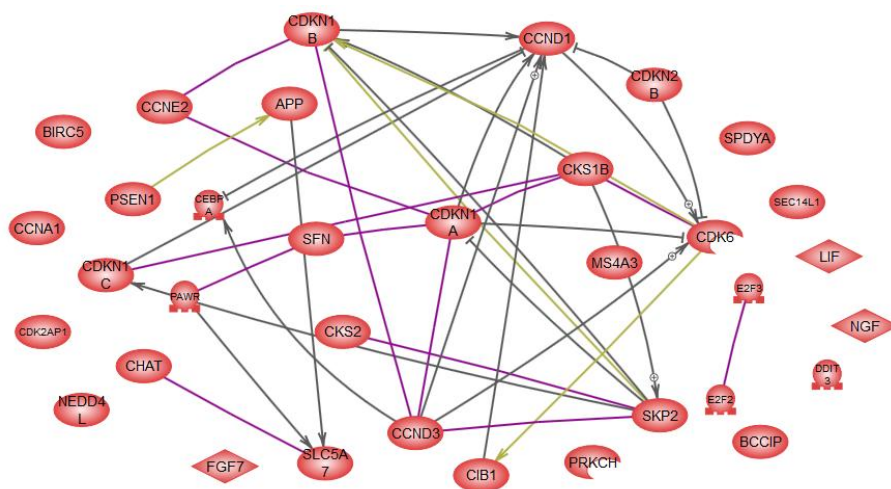 CDKN1
B
CCND1
CDKN2
B
CCNE2
APP
BIRC5
SPDYA
CKS1B
PSEN1
CEBP
A
SEC14L1
CCNA1
SFN
CDKN1
A
CDK6
MS4A3
LIF
CDKN1
C
PAWR
E2F3
NGF
CDK2AP1
CKS2
CHAT
DDIT
3
NEDD4
L
E2F2
SKP2
CCND3
BCCIP
FGF7
SLC5A
7
CIB1
PRKCH